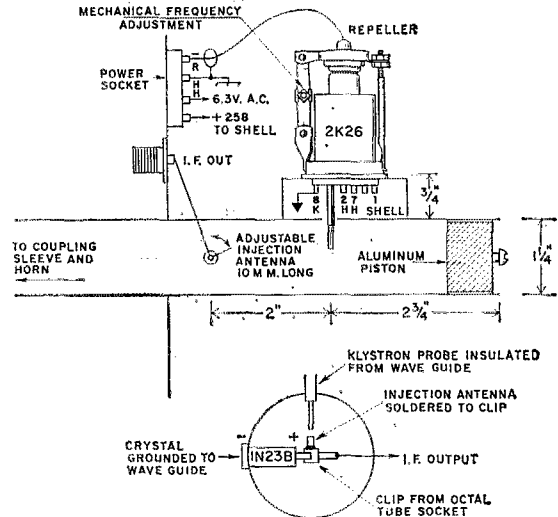 MECHANICAL FREQUENCY
ADJUSTMENT
REPELLER
POWER
SOCKET
R
H
H
6.3V. A.C.
+ 258
TO SHELL
2K26
I.F. OUT
8 2 7 1
K H H SHELL
3/4"
TO COUPLING
SLEEVE AND
HORN
ADJUSTABLE
INJECTION
ANTENNA
10 M M. LONG
ALUMINUM
PISTON
1 1/4"
2"
2 3/4"
KLYSTRON PROBE INSULATED
FROM WAVE GUIDE
INJECTION ANTENNA
SOLDERED TO CLIP
CRYSTAL
GROUNDED TO
WAVE GUIDE
- +
IN23B
I.F. OUTPUT
CLIP FROM OCTAL
TUBE SOCKET